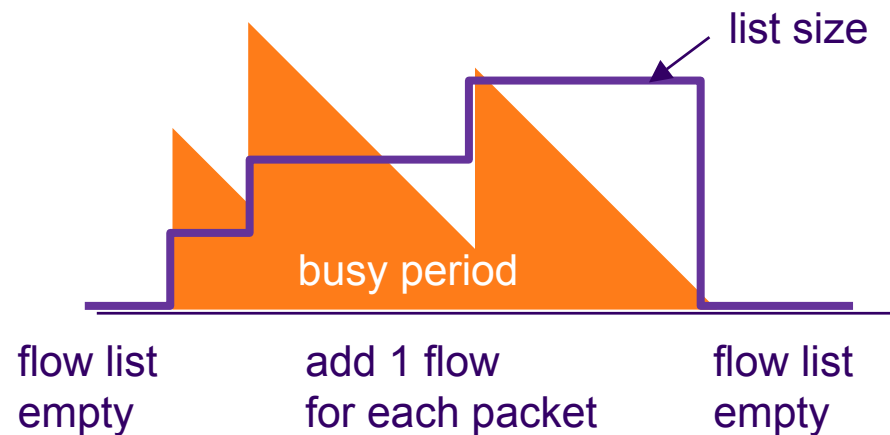 list size
busy period
flow list
empty
add 1 flow
for each packet
flow list
empty